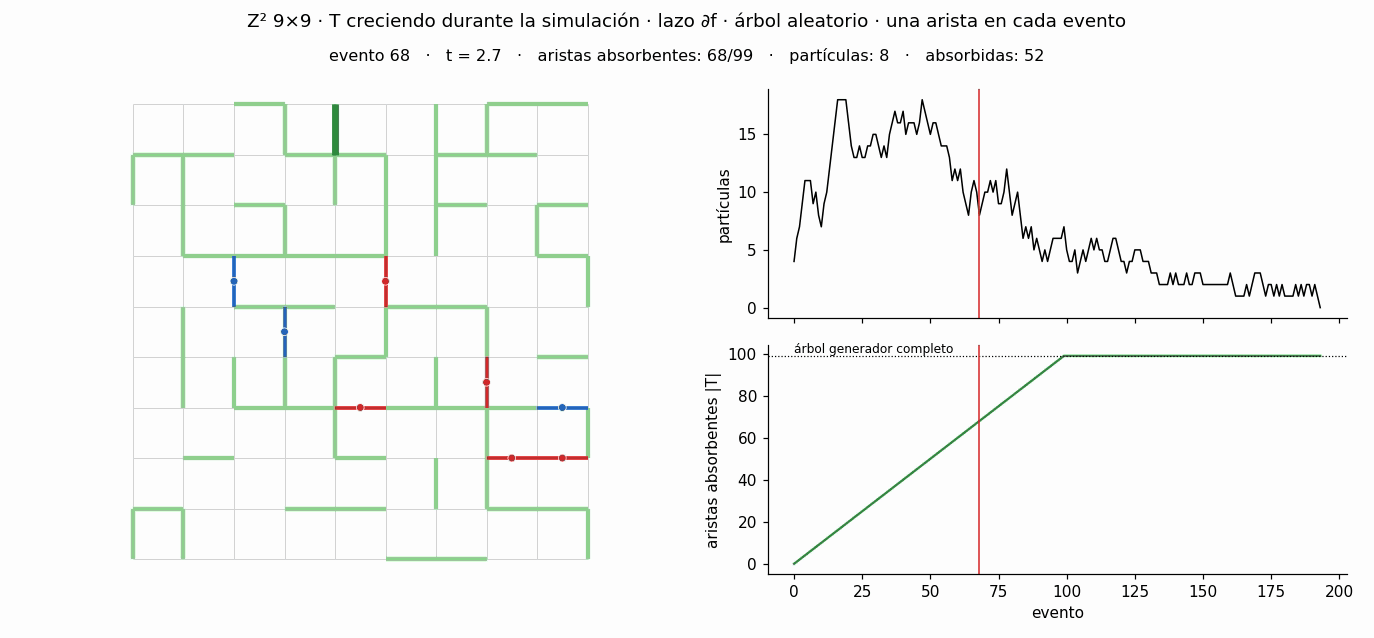 Z² 9×9 · T creciendo durante la simulación · lazo ∂f · árbol aleatorio · una arista en cada evento
evento 68 · t = 2.7 · aristas absorbentes: 68/99 · partículas: 8 · absorbidas: 52
partículas
15
10
5
0
árbol generador completo
aristas absorbentes |T|
100
80
60
40
20
0
0 25 50 75 100 125 150 175 200
evento